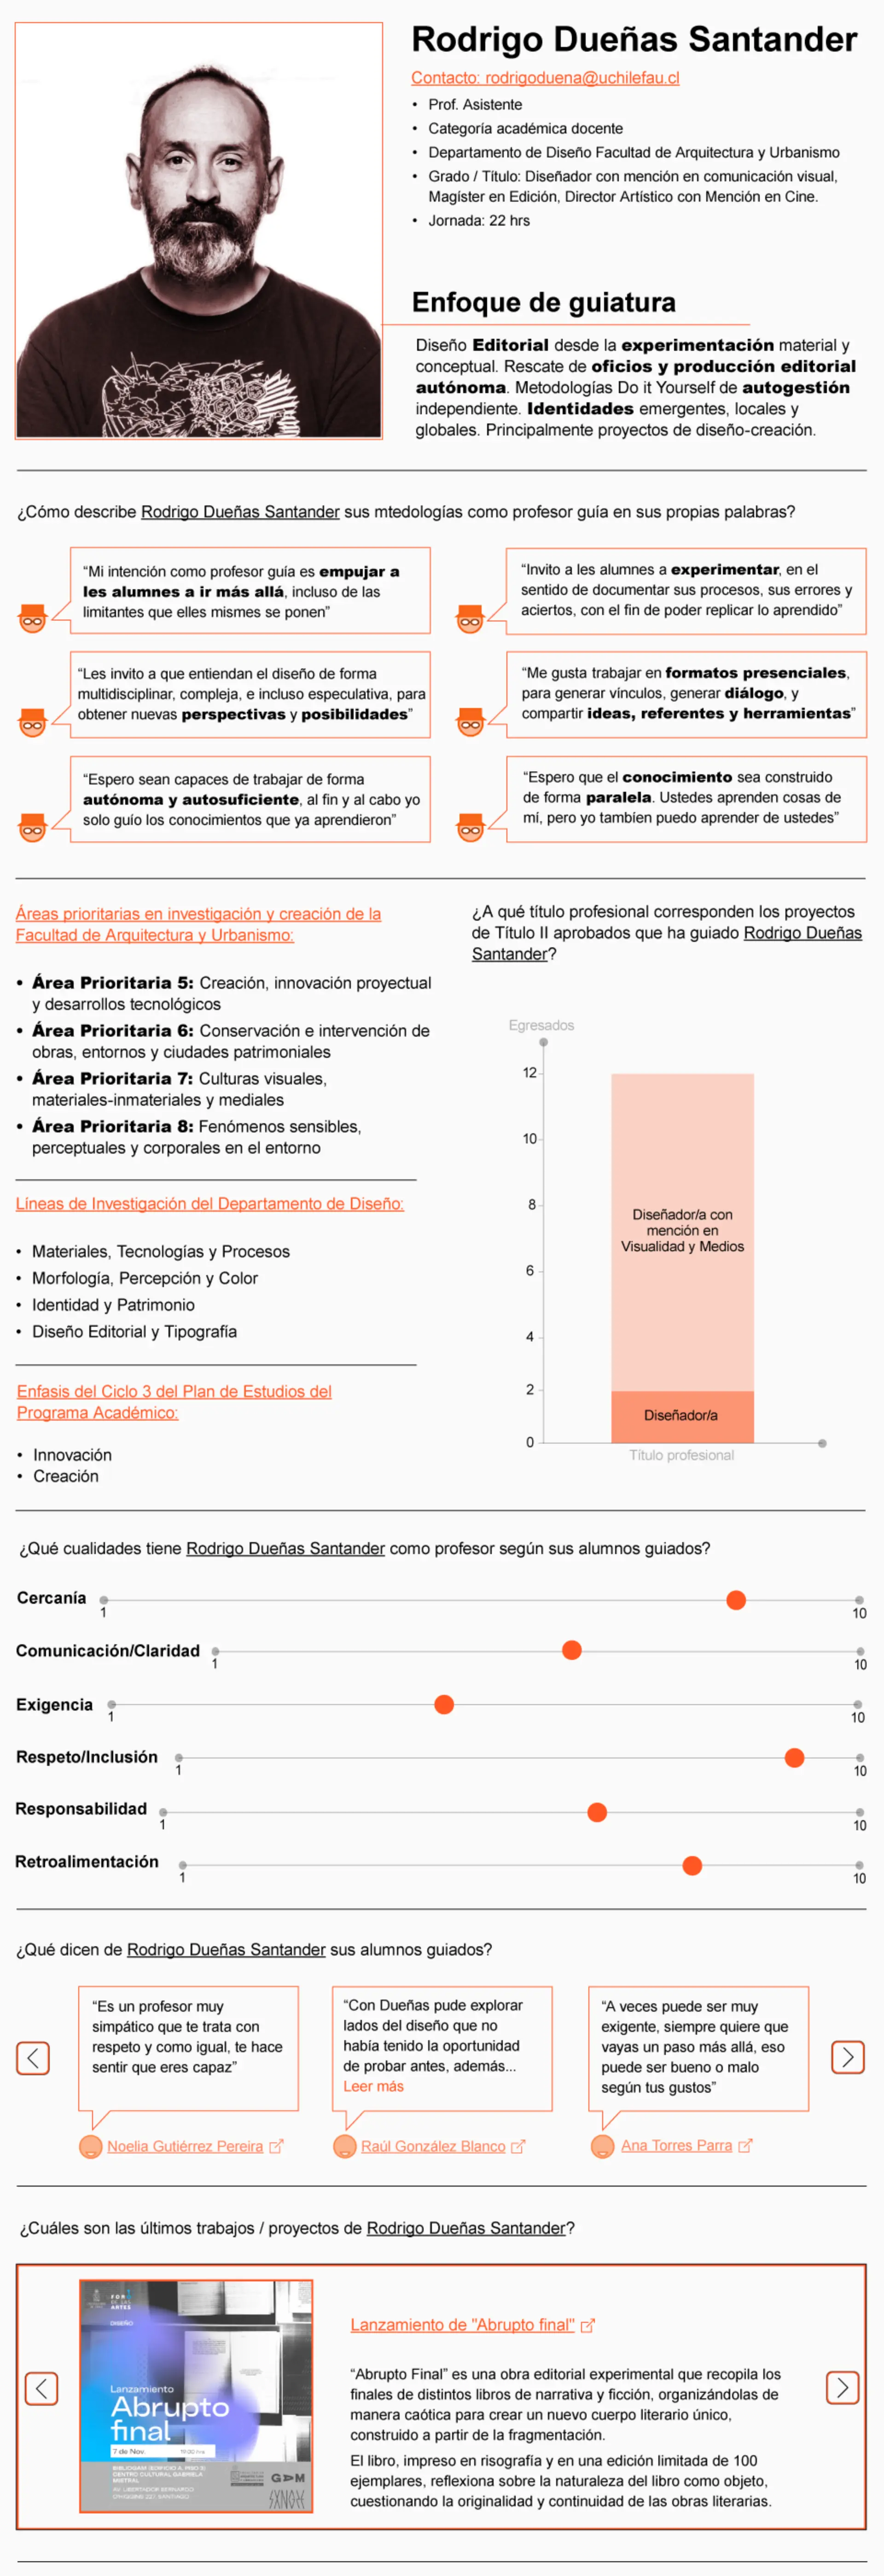 Rodrigo Dueñas Santander
Contacto: rodrigoduena@uchilefau.cl
• Prof. Asistente
• Categoría académica docente
• Departamento de Diseño Facultad de Arquitectura y Urbanismo
• Grado / Título: Diseñador con mención en comunicación visual,
Magíster en Edición, Director Artístico con Mención en Cine.
• Jornada: 22 hrs
Enfoque de guiatura
Diseño Editorial desde la experimentación material y
conceptual. Rescate de oficios y producción editorial
autónoma. Metodologías Do it Yourself de autogestión
independiente. Identidades emergentes, locales y
globales. Principalmente proyectos de diseño-creación.
¿Cómo describe Rodrigo Dueñas Santander sus mtedologías como profesor guía en sus propias palabras?
“Mi intención como profesor guía es empujar a
les alumnes a ir más allá, incluso de las
limitantes que elles mismes se ponen”
“Invito a les alumnes a experimentar, en el
sentido de documentar sus procesos, sus errores y
aciertos, con el fin de poder replicar lo aprendido”
“Les invito a que entiendan el diseño de forma
multidisciplinar, compleja, e incluso especulativa, para
obtener nuevas perspectivas y posibilidades”
“Me gusta trabajar en formatos presenciales,
para generar vínculos, generar diálogo, y
compartir ideas, referentes y herramientas”
“Espero sean capaces de trabajar de forma
autónoma y autosuficiente, al fin y al cabo yo
solo guío los conocimientos que ya aprendieron”
“Espero que el conocimiento sea construido
de forma paralela. Ustedes aprenden cosas de
mí, pero yo tambíen puedo aprender de ustedes”
Áreas prioritarias en investigación y creación de la
Facultad de Arquitectura y Urbanismo:
• Área Prioritaria 5: Creación, innovación proyectual
y desarrollos tecnológicos
• Área Prioritaria 6: Conservación e intervención de
obras, entornos y ciudades patrimoniales
• Área Prioritaria 7: Culturas visuales,
materiales-inmateriales y mediales
• Área Prioritaria 8: Fenómenos sensibles,
perceptuales y corporales en el entorno
Líneas de Investigación del Departamento de Diseño:
• Materiales, Tecnologías y Procesos
• Morfología, Percepción y Color
• Identidad y Patrimonio
• Diseño Editorial y Tipografía
Enfasis del Ciclo 3 del Plan de Estudios del
Programa Académico:
• Innovación
• Creación
¿A qué título profesional corresponden los proyectos
de Título II aprobados que ha guiado Rodrigo Dueñas
Santander?
Egresados
12
10
8
Diseñador/a con
mención en
Visualidad y Medios
6
4
2
Diseñador/a
0
Título profesional
¿Qué cualidades tiene Rodrigo Dueñas Santander como profesor según sus alumnos guiados?
Cercanía
1
10
Comunicación/Claridad
1
10
Exigencia
1
10
Respeto/Inclusión
1
10
Responsabilidad
1
10
Retroalimentación
1
10
¿Qué dicen de Rodrigo Dueñas Santander sus alumnos guiados?
“Es un profesor muy
simpático que te trata con
respeto y como igual, te hace
sentir que eres capaz”
Noelia Gutiérrez Pereira
“Con Dueñas pude explorar
lados del diseño que no
había tenido la oportunidad
de probar antes, además...
Leer más
Raúl González Blanco
“A veces puede ser muy
exigente, siempre quiere que
vayas un paso más allá, eso
puede ser bueno o malo
según tus gustos”
Ana Torres Parra
¿Cuáles son las últimos trabajos / proyectos de Rodrigo Dueñas Santander?
DISEÑO
Lanzamiento
Abrupto
final
7 de Nov.
19:30 hrs
BIBLIOGAM (EDIFICIO A, PISO 2)
CENTRO CULTURAL GABRIELA
MISTRAL
AV. LIBERTADOR BERNARDO
O'HIGGINS 227, SANTIAGO
GAM
Lanzamiento de "Abrupto final"
“Abrupto Final” es una obra editorial experimental que recopila los
finales de distintos libros de narrativa y ficción, organizándolas de
manera caótica para crear un nuevo cuerpo literario único,
construido a partir de la fragmentación.
El libro, impreso en risografía y en una edición limitada de 100
ejemplares, reflexiona sobre la naturaleza del libro como objeto,
cuestionando la originalidad y continuidad de las obras literarias.